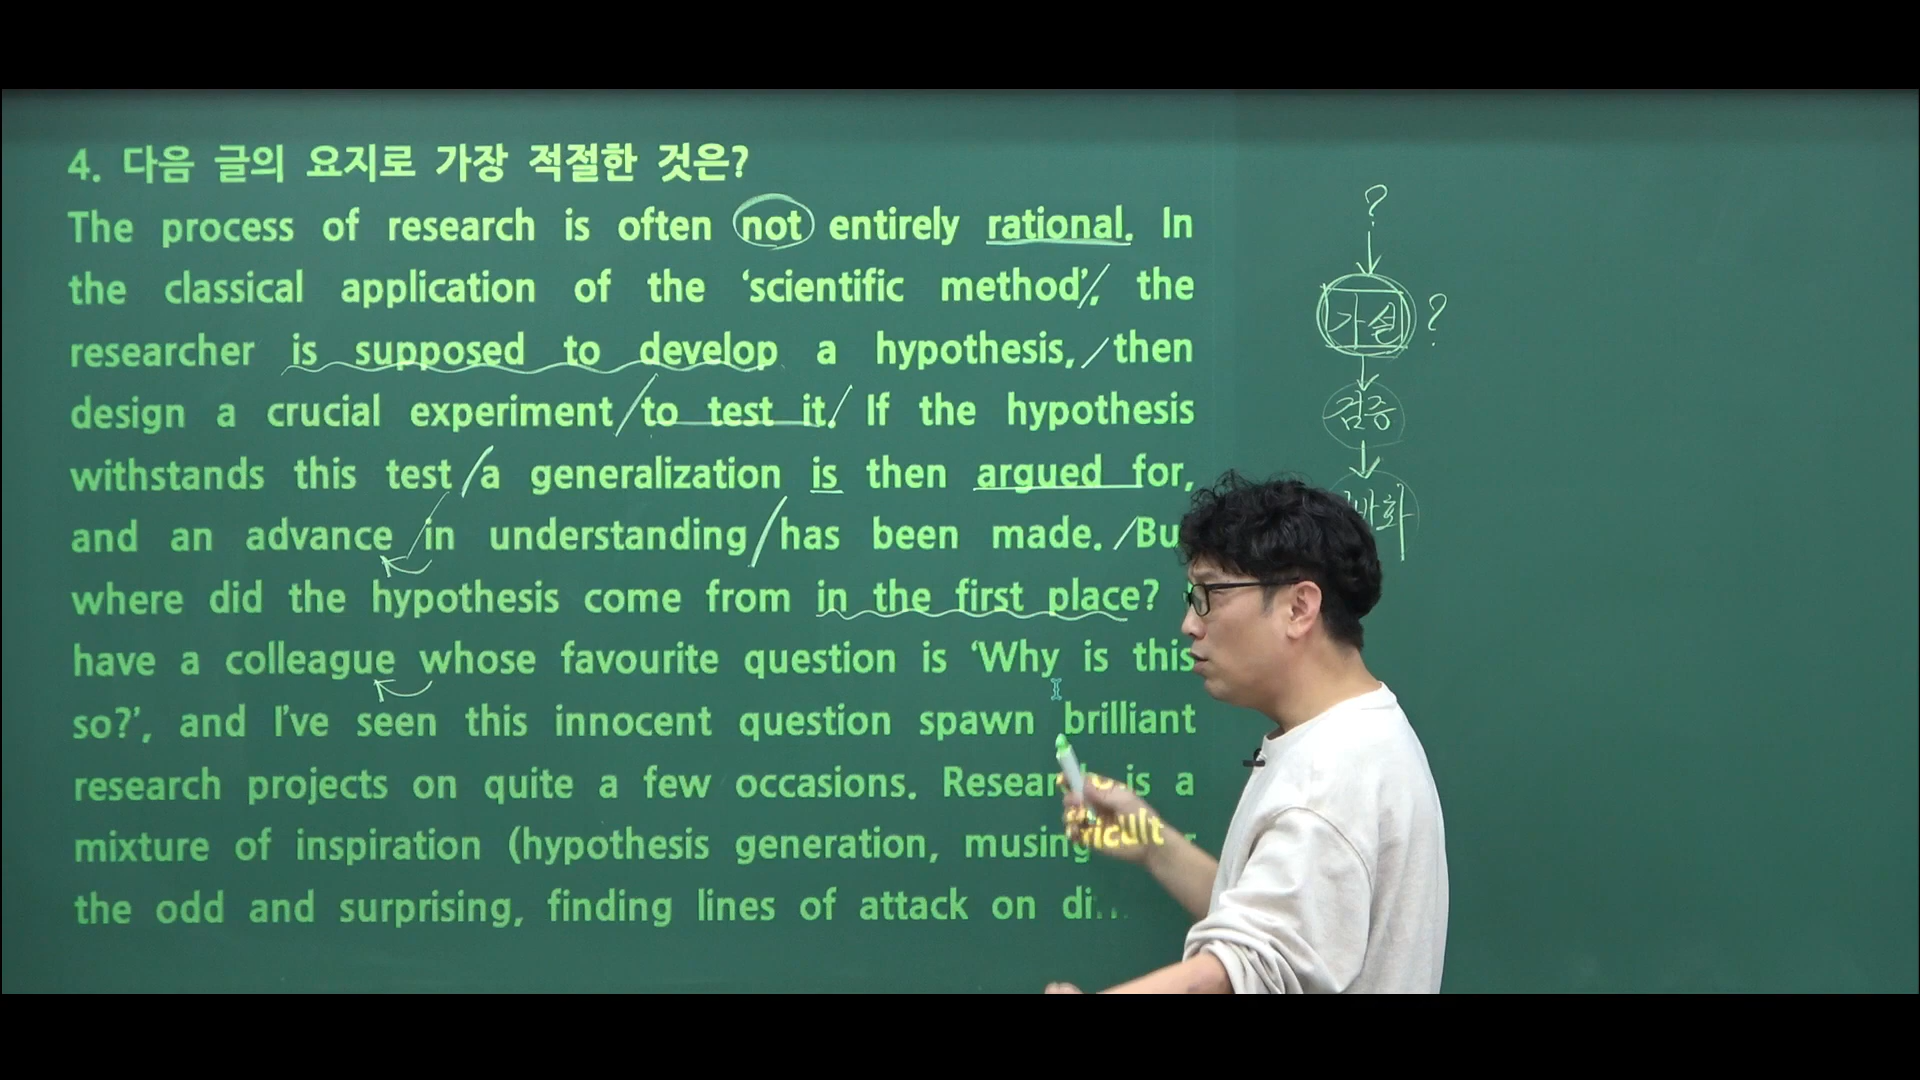 4. 다음 글의 요지로 가장 적절한 것은?
The process of research is often not entirely rational. In
the classical application of the ‘scientific method’, the
researcher is supposed to develop a hypothesis, then
design a crucial experiment to test it. If the hypothesis
withstands this test a generalization is then argued for,
and an advance in understanding has been made. Bu
where did the hypothesis come from in the first place?
have a colleague whose favourite question is ‘Why is this
so?’, and I’ve seen this innocent question spawn brilliant
research projects on quite a few occasions. is a
mixture of inspiration (hypothesis generation, musing
the odd and surprising, finding lines of attack on
?
가설 ?
검증